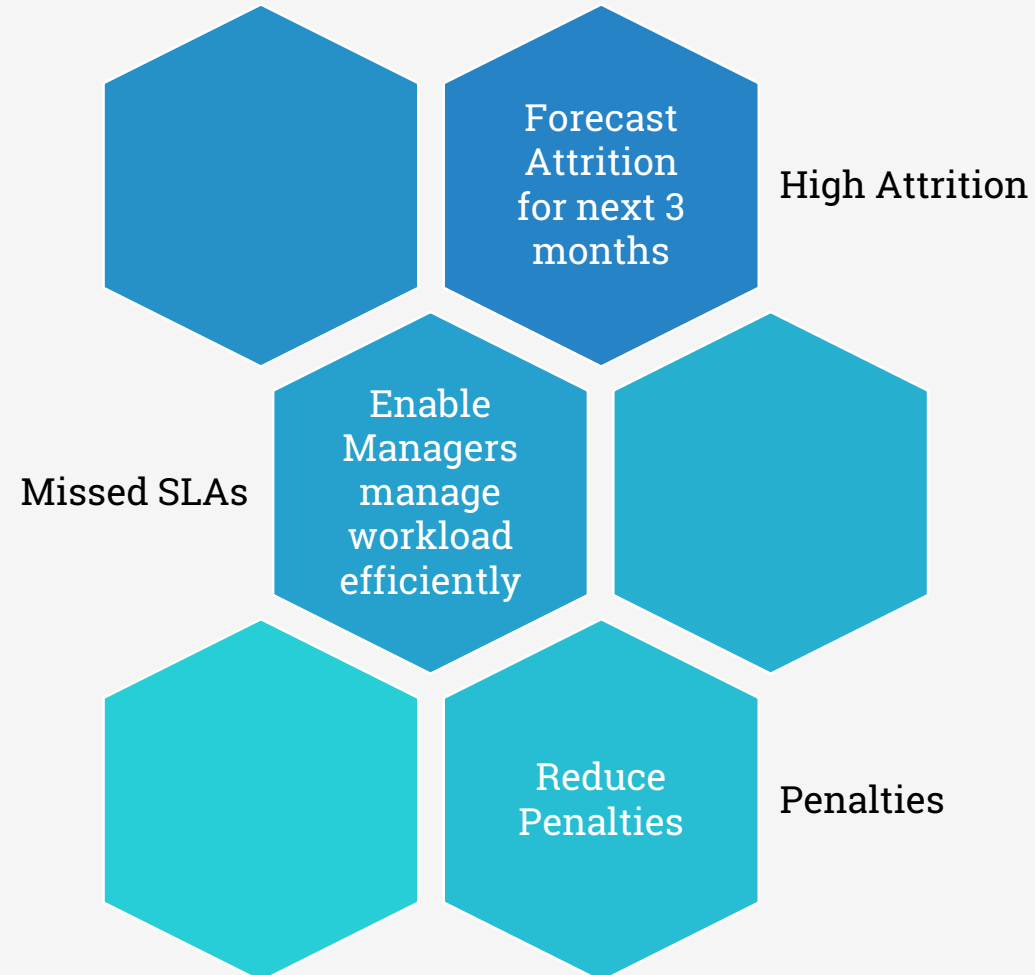 Forecast
Attrition
for next 3
months
High Attrition
Enable
Managers
manage
workload
efficiently
Missed SLAs
Reduce
Penalties
Penalties